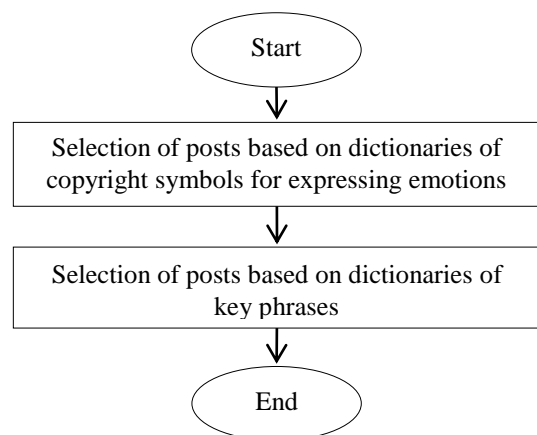 Start
Selection of posts based on dictionaries of
copyright symbols for expressing emotions
Selection of posts based on dictionaries of
key phrases
End